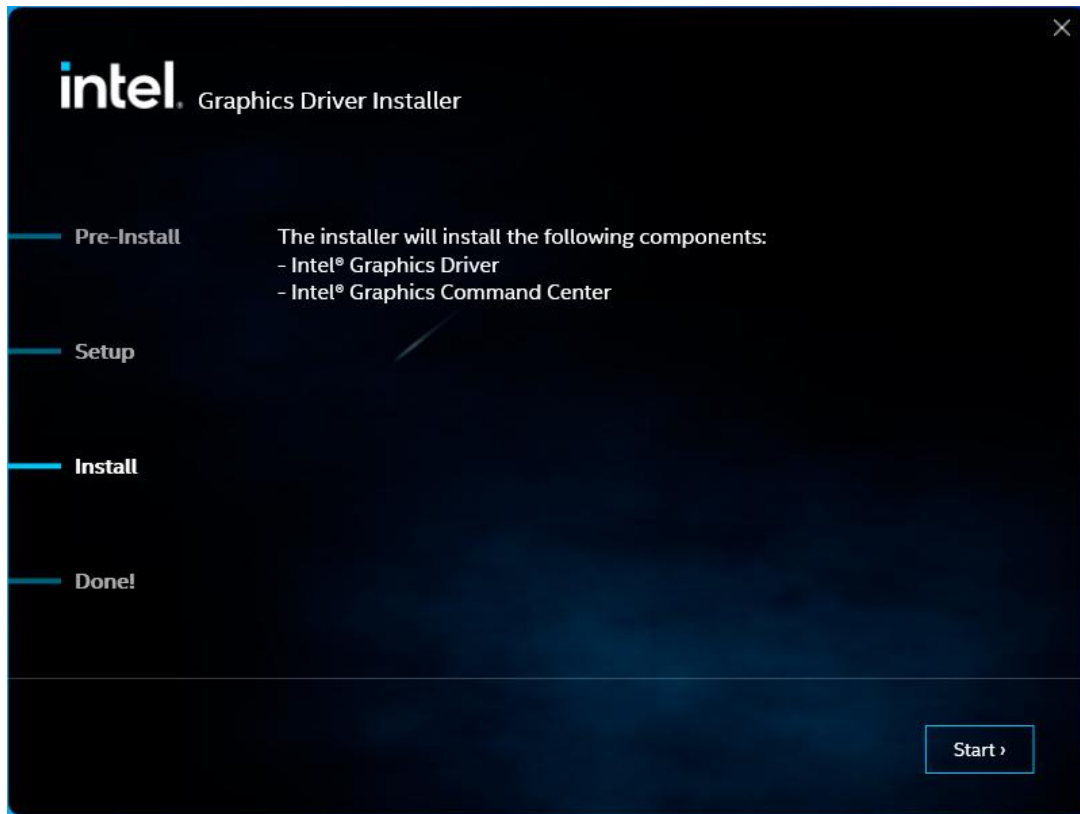 intel. Graphics Driver Installer
Pre-Install
The installer will install the following components:
- Intel® Graphics Driver
- Intel® Graphics Command Center
Setup
Install
Done!
Start ›